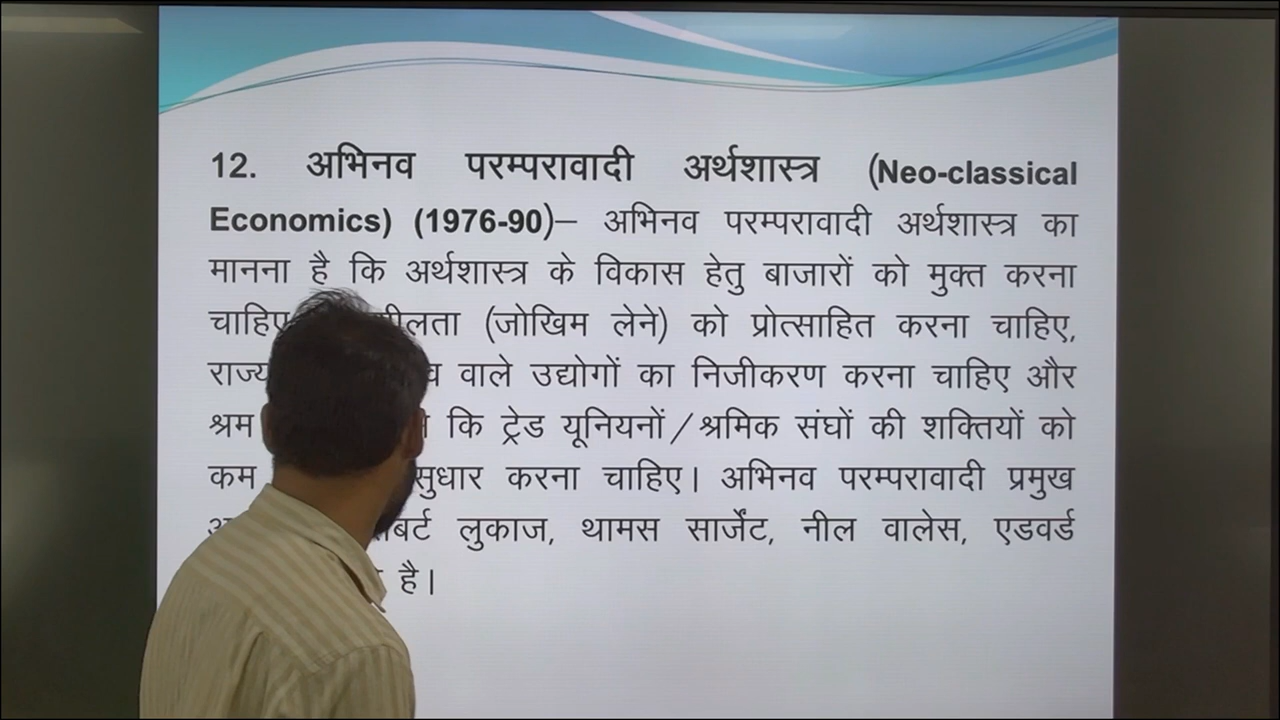 12. अभिनव परम्परावादी अर्थशास्त्र (Neo-classical
Economics) (1976-90)– अभिनव परम्परावादी अर्थशास्त्र का
मानना है कि अर्थशास्त्र के विकास हेतु बाजारों को मुक्त करना
चाहिए (जोखिम लेने) को प्रोत्साहित करना चाहिए,
राज्य वाले उद्योगों का निजीकरण करना चाहिए और
श्रम कि ट्रेड यूनियनों/श्रमिक संघों की शक्तियों को
कम सुधार करना चाहिए। अभिनव परम्परावादी प्रमुख
लुकाज, थामस सार्जेंट, नील वालेस, एडवर्ड
है।